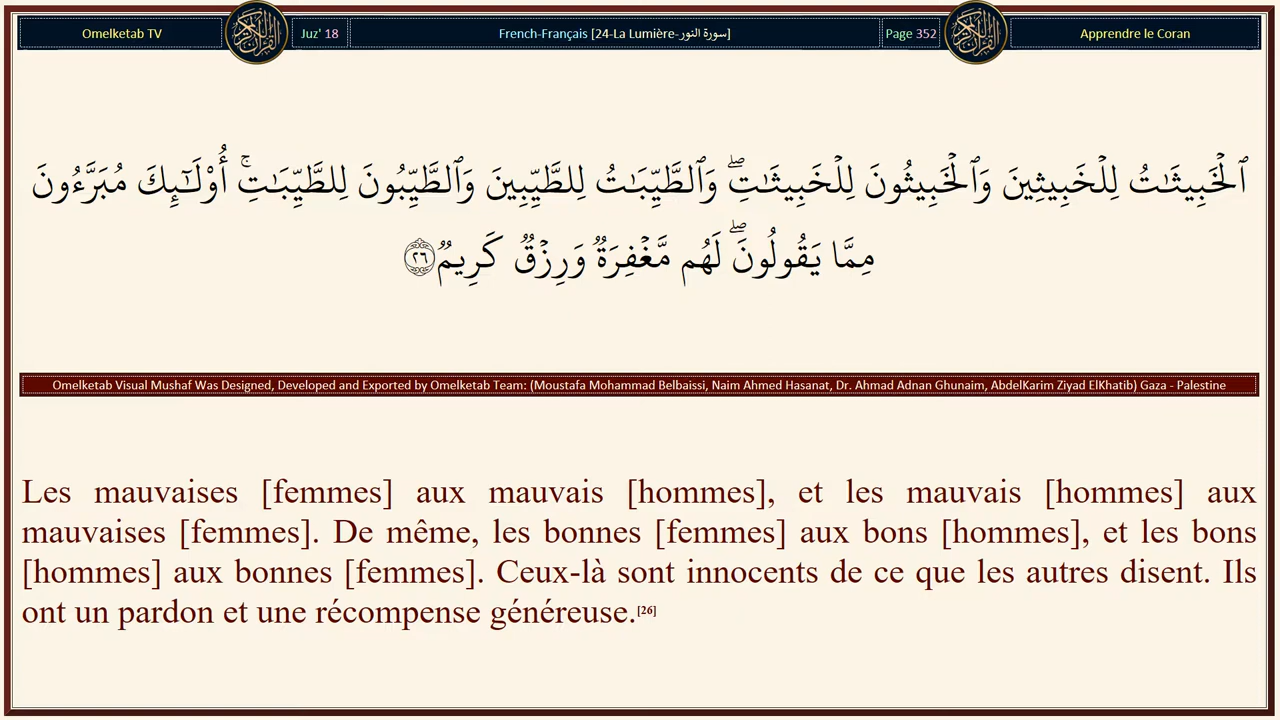 Omelketab TV
Juz' 18
French-Français [24-La Lumière-سورة النور]
Page 352
Apprendre le Coran
ٱلْخَبِيثَـٰتُ لِلْخَبِيثِينَ وَٱلْخَبِيثُونَ لِلْخَبِيثَـٰتِ ۖ وَٱلطَّيِّبَـٰتُ لِلطَّيِّبِينَ وَٱلطَّيِّبُونَ لِلطَّيِّبَـٰتِ ۚ أُو۟لَـٰٓئِكَ مُبَرَّءُونَ
مِمَّا يَقُولُونَ ۖ لَهُم مَّغْفِرَةٌ وَرِزْقٌ كَرِيمٌ ٢٦
Omelketab Visual Mushaf Was Designed, Developed and Exported by Omelketab Team: (Moustafa Mohammad Belbaissi, Naim Ahmed Hasanat, Dr. Ahmad Adnan Ghunaim, AbdelKarim Ziyad ElKhatib) Gaza - Palestine
Les mauvaises [femmes] aux mauvais [hommes], et les mauvais [hommes] aux
mauvaises [femmes]. De même, les bonnes [femmes] aux bons [hommes], et les bons
[hommes] aux bonnes [femmes]. Ceux-là sont innocents de ce que les autres disent. Ils
ont un pardon et une récompense généreuse.[26]